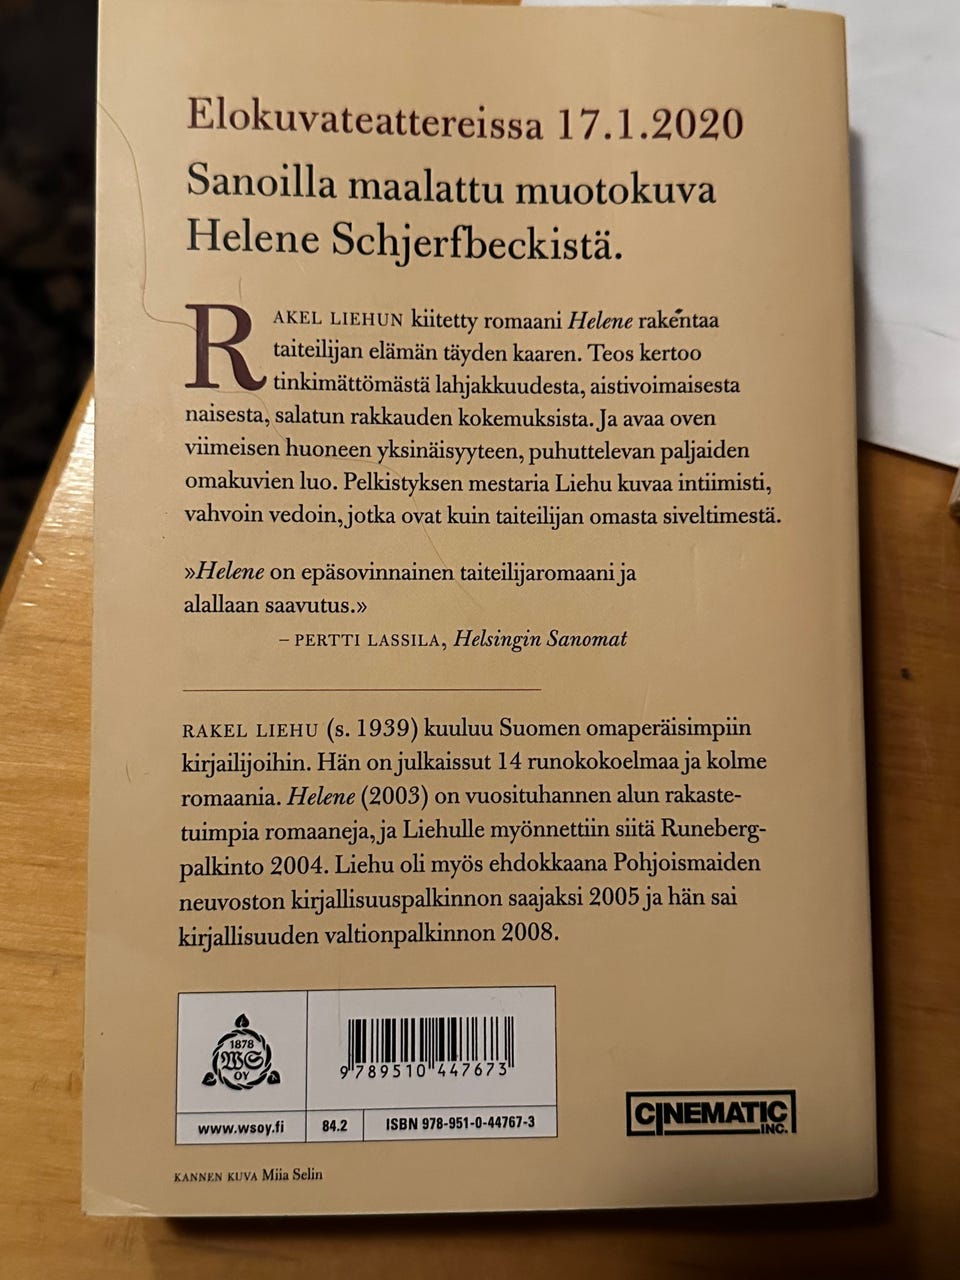 Elokuvateattereissa 17.1.2020
Sanoilla maalattu muotokuva
Helene Schjerfbeckistä.
RAKEL LIEHUN kiitetty romaani Helene rakentaa
taiteilijan elämän täyden kaaren. Teos kertoo
tinkimättömästä lahjakkuudesta, aistivoimaisesta
naisesta, salatun rakkauden kokemuksista. Ja avaa oven
viimeisen huoneen yksinäisyyteen, puhuttelevan paljaiden
omakuvien luo. Pelkistyksen mestaria Liehu kuvaa intiimisti,
vahvoin vedoin, jotka ovat kuin taiteilijan omasta siveltimestä.
»Helene on epäsovinnainen taiteilijaromaani ja
alallaan saavutus.»
– PERTTI LASSILA, Helsingin Sanomat
RAKEL LIEHU (s. 1939) kuuluu Suomen omaperäisimpiin
kirjailijoihin. Hän on julkaissut 14 runokokoelmaa ja kolme
romaania. Helene (2003) on vuosituhannen alun rakaste-
tuimpia romaaneja, ja Liehulle myönnettiin siitä Runeberg-
palkinto 2004. Liehu oli myös ehdokkaana Pohjoismaiden
neuvoston kirjallisuuspalkinnon saajaksi 2005 ja hän sai
kirjallisuuden valtionpalkinnon 2008.
1878
WS
OY
9 789510 447673
www.wsoy.fi
84.2
ISBN 978-951-0-44767-3
CINEMATIC
INC.
KANNEN KUVA Miia Selin